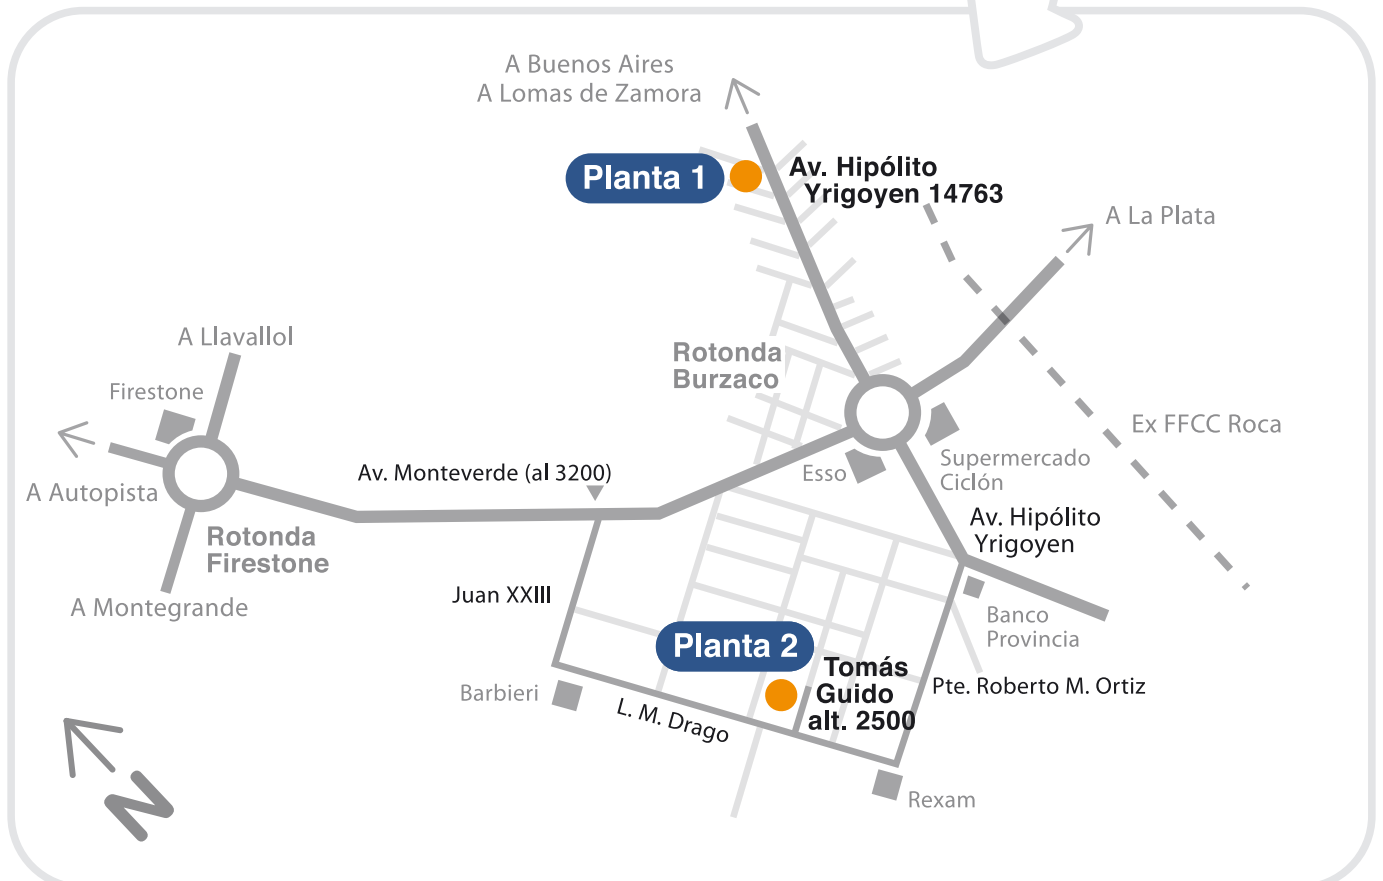 A Buenos Aires
A Lomas de Zamora
Planta 1
Av. Hipólito
Yrigoyen 14763
A La Plata
A Llavallol
Firestone
Rotonda
Burzaco
Ex FFCC Roca
A Autopista
Av. Monteverde (al 3200)
Esso
Supermercado
Ciclón
Rotonda
Firestone
Av. Hipólito
Yrigoyen
A Montegrande
Juan XXIII
Banco
Provincia
Planta 2
Tomás
Guido
alt. 2500
Pte. Roberto M. Ortiz
Barbieri
L. M. Drago
Rexam
N